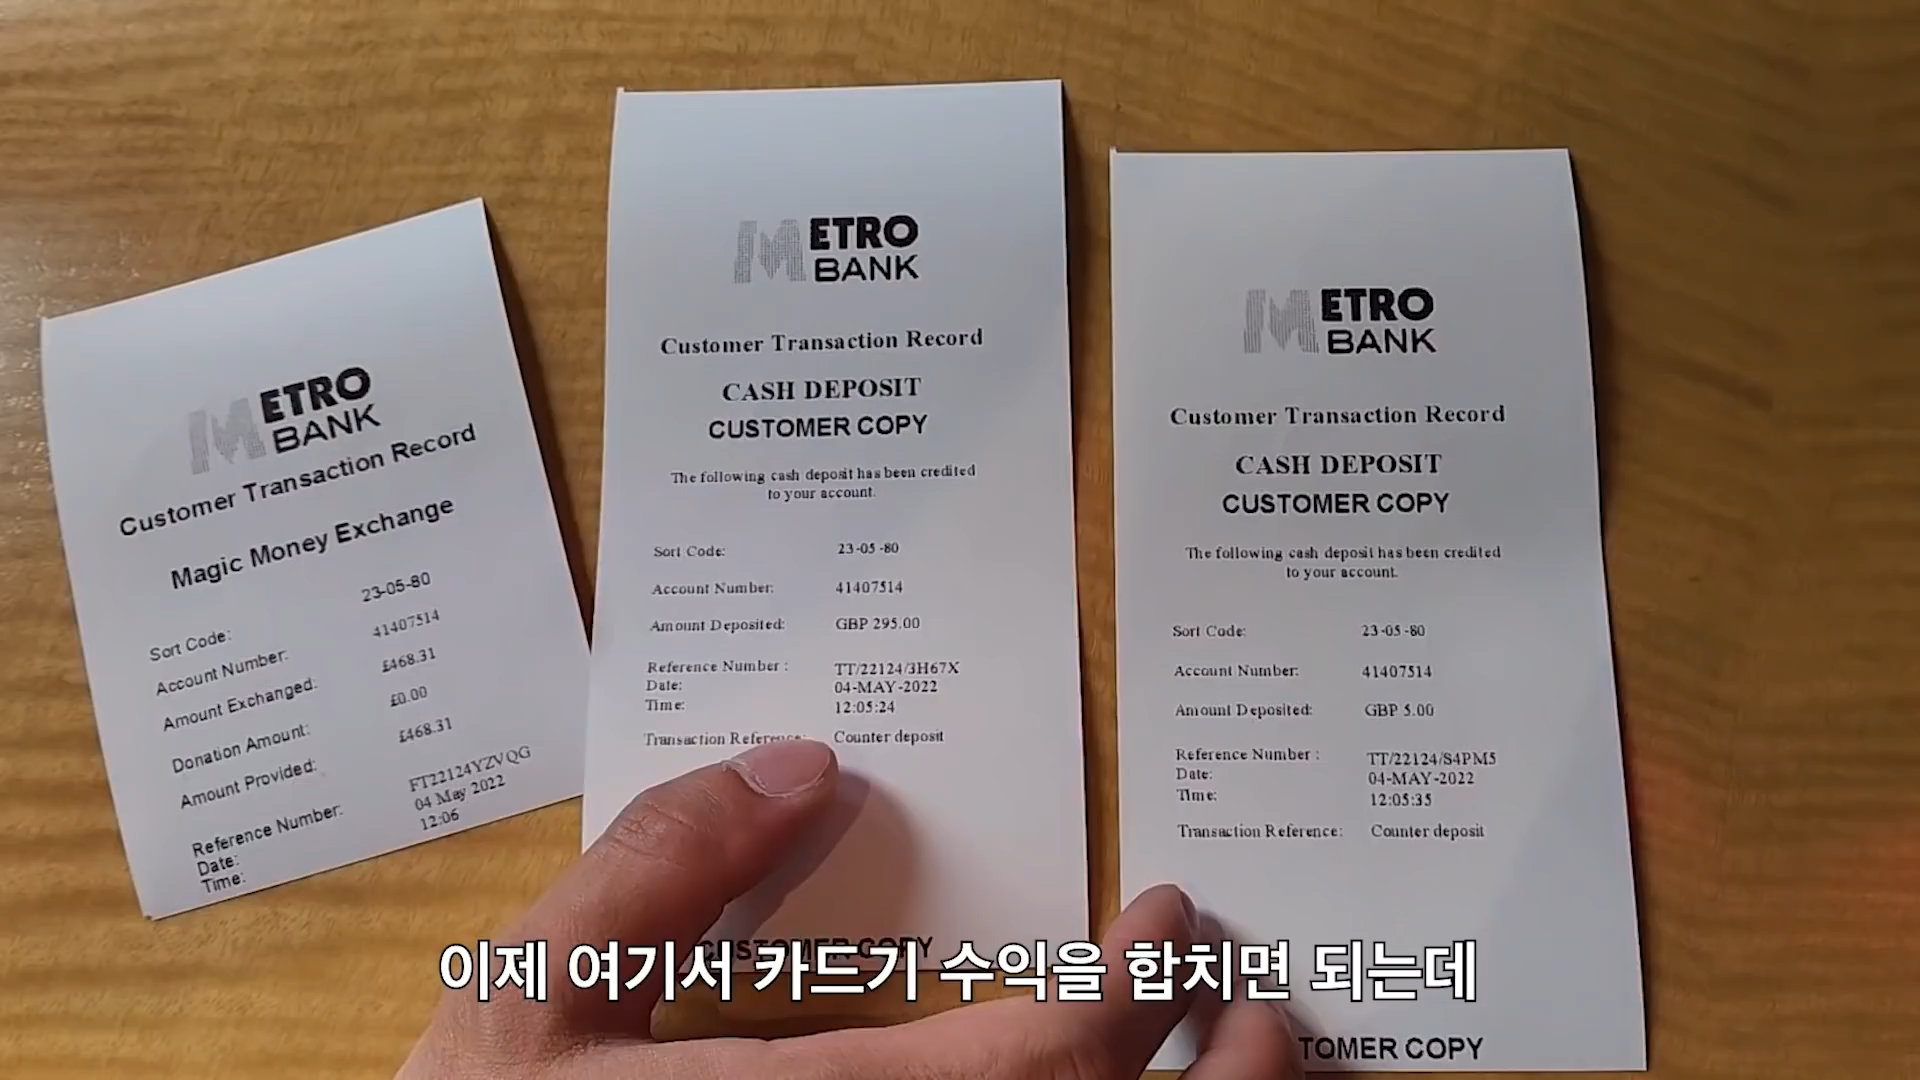 METRO
BANK
Customer Transaction Record
Magic Money Exchange
Sort Code: 23-05-80
Account Number: 41407514
Amount Exchanged: £468.31
Donation Amount: £0.00
Amount Provided: £468.31
Reference Number: FT22124YZVQG
Date: 04 May 2022
Time: 12:06
METRO
BANK
Customer Transaction Record
CASH DEPOSIT
CUSTOMER COPY
The following cash deposit has been credited
to your account.
Sort Code: 23-05-80
Account Number: 41407514
Amount Deposited: GBP 295.00
Reference Number : TT/22124/3H67X
Date: 04-MAY-2022
Time: 12:05:24
Transaction Reference: Counter deposit
CUSTOMER COPY
METRO
BANK
Customer Transaction Record
CASH DEPOSIT
CUSTOMER COPY
The following cash deposit has been credited
to your account.
Sort Code: 23-05-80
Account Number: 41407514
Amount Deposited: GBP 5.00
Reference Number : TT/22124/S4PM5
Date: 04-MAY-2022
Time: 12:05:35
Transaction Reference: Counter deposit
TOMER COPY
이제 여기서 카드기 수익을 합치면 되는데